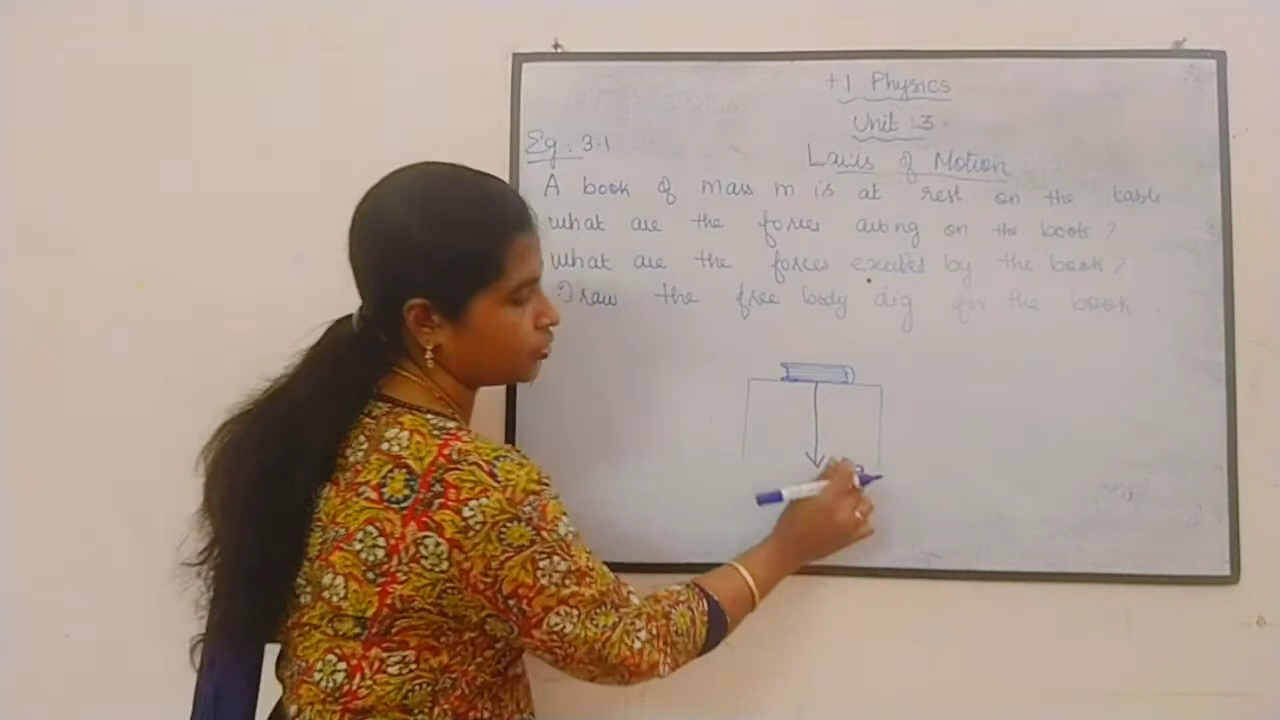 +1 Physics
Unit : 3
Eg. 3.1
Laws of Motion
A book of mass m is at rest on the table
what are the forces acting on the book ?
What are the forces exerted by the book ?
Draw the free body dig for the book.